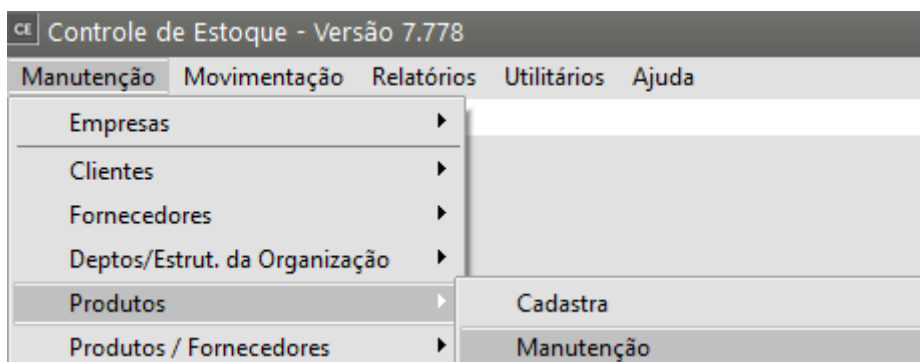 CE Controle de Estoque - Versão 7.778
Manutenção Movimentação Relatórios Utilitários Ajuda
Empresas
Clientes
Fornecedores
Deptos/Estrut. da Organização
Produtos Cadastra
Produtos / Fornecedores Manutenção